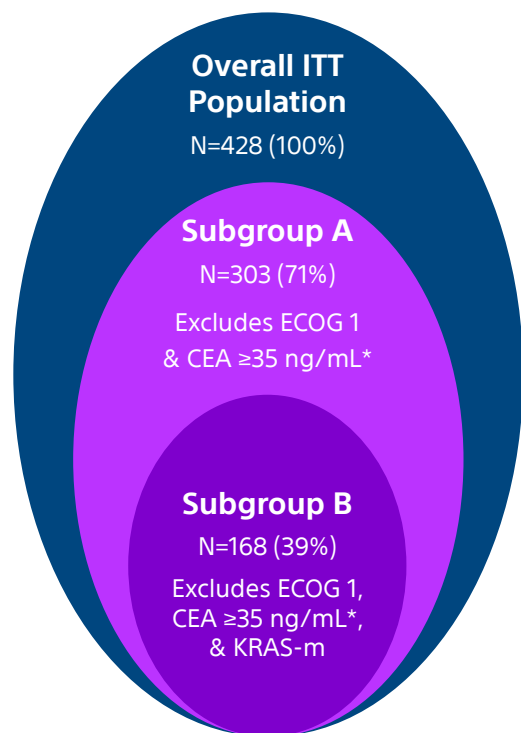 Overall ITT
Population
N=428 (100%)
Subgroup A
N=303 (71%)
Excludes ECOG 1
& CEA ≥35 ng/mL*
Subgroup B
N=168 (39%)
Excludes ECOG 1,
CEA ≥35 ng/mL*,
& KRAS-m